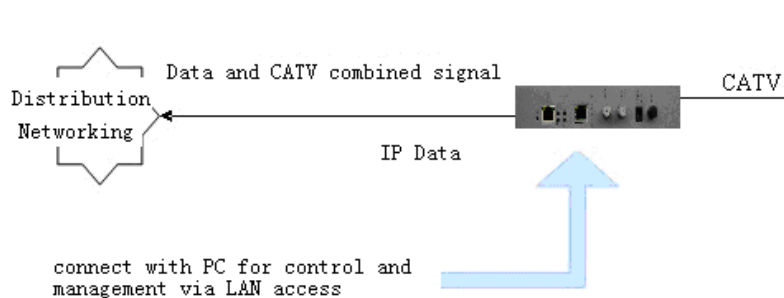 Data and CATV combined signal
CATV
Distribution
Networking
IP Data
connect with PC for control and
management via LAN access